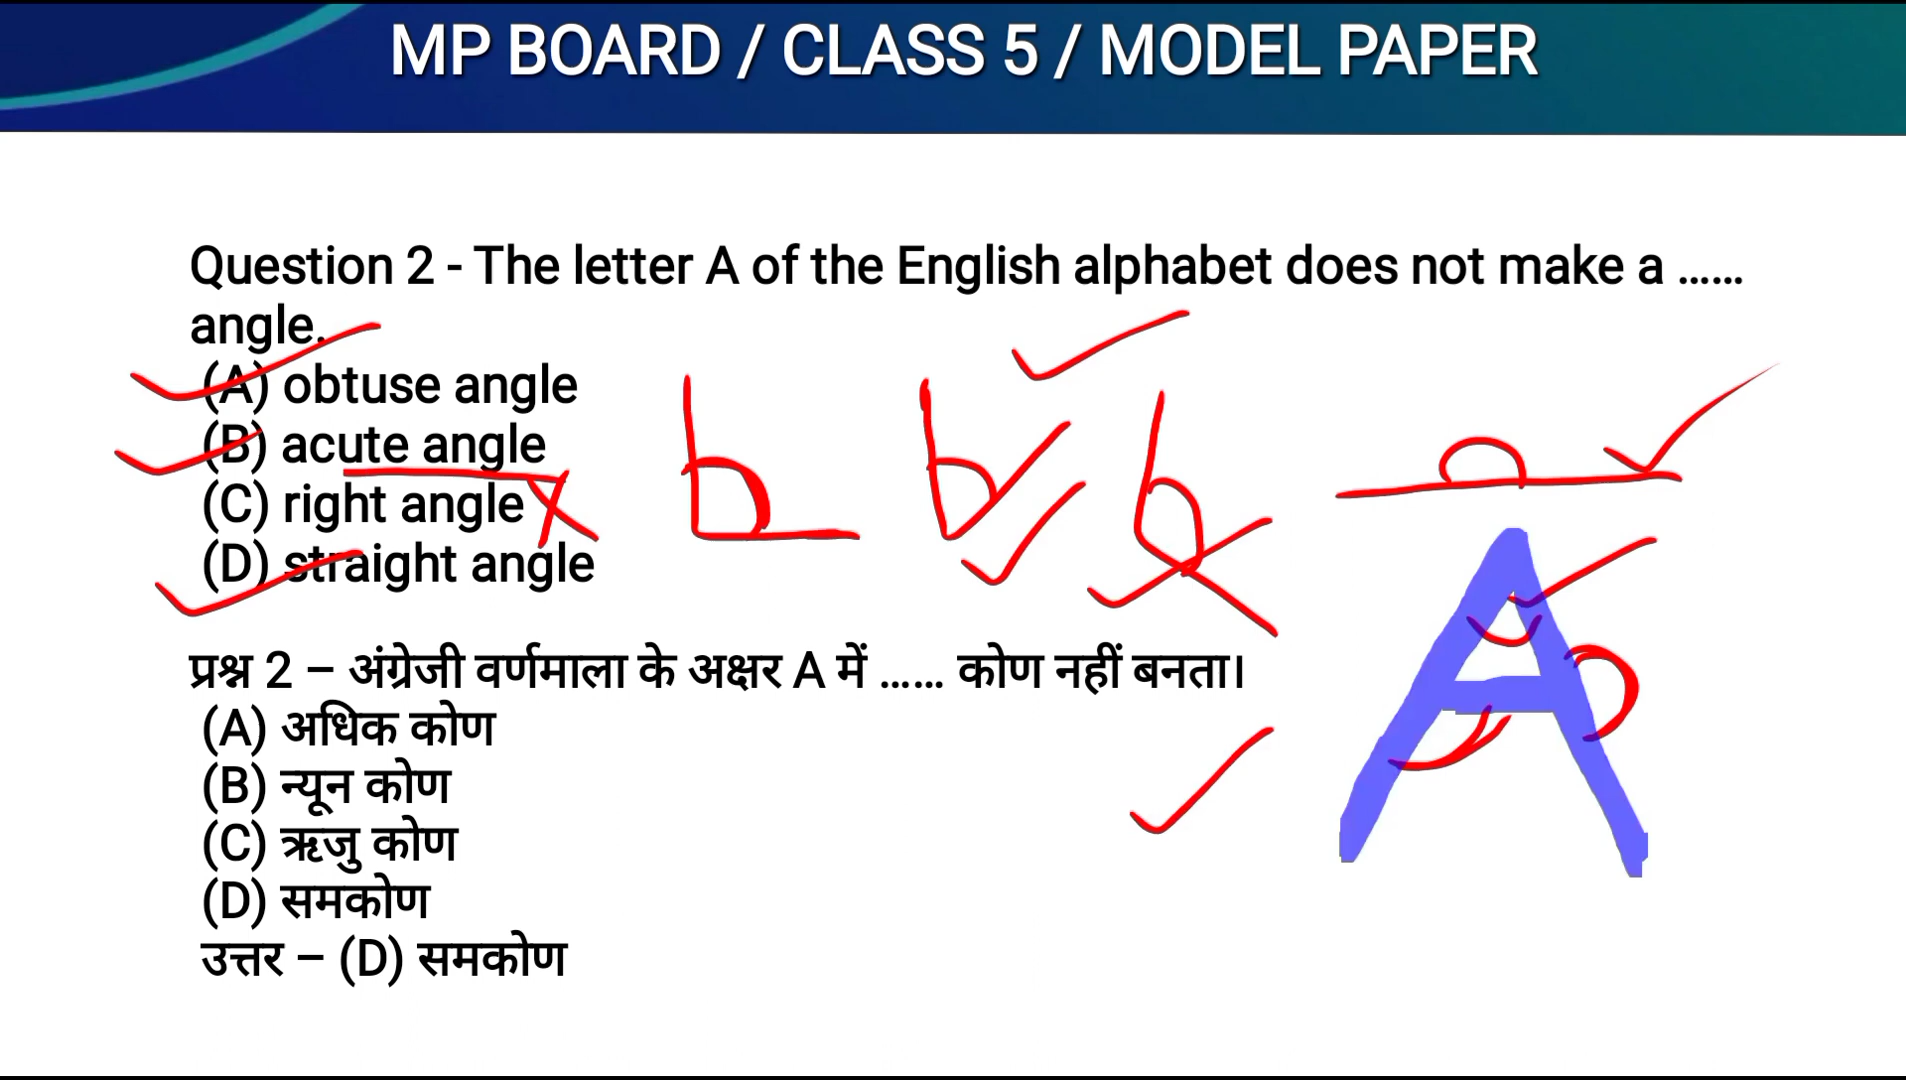 MP BOARD / CLASS 5 / MODEL PAPER
Question 2 - The letter A of the English alphabet does not make a ......
angle.
(A) obtuse angle
(B) acute angle
(C) right angle
(D) straight angle
प्रश्न 2 – अंग्रेजी वर्णमाला के अक्षर A में ...... कोण नहीं बनता।
(A) अधिक कोण
(B) न्यून कोण
(C) ऋजु कोण
(D) समकोण
उत्तर – (D) समकोण
A